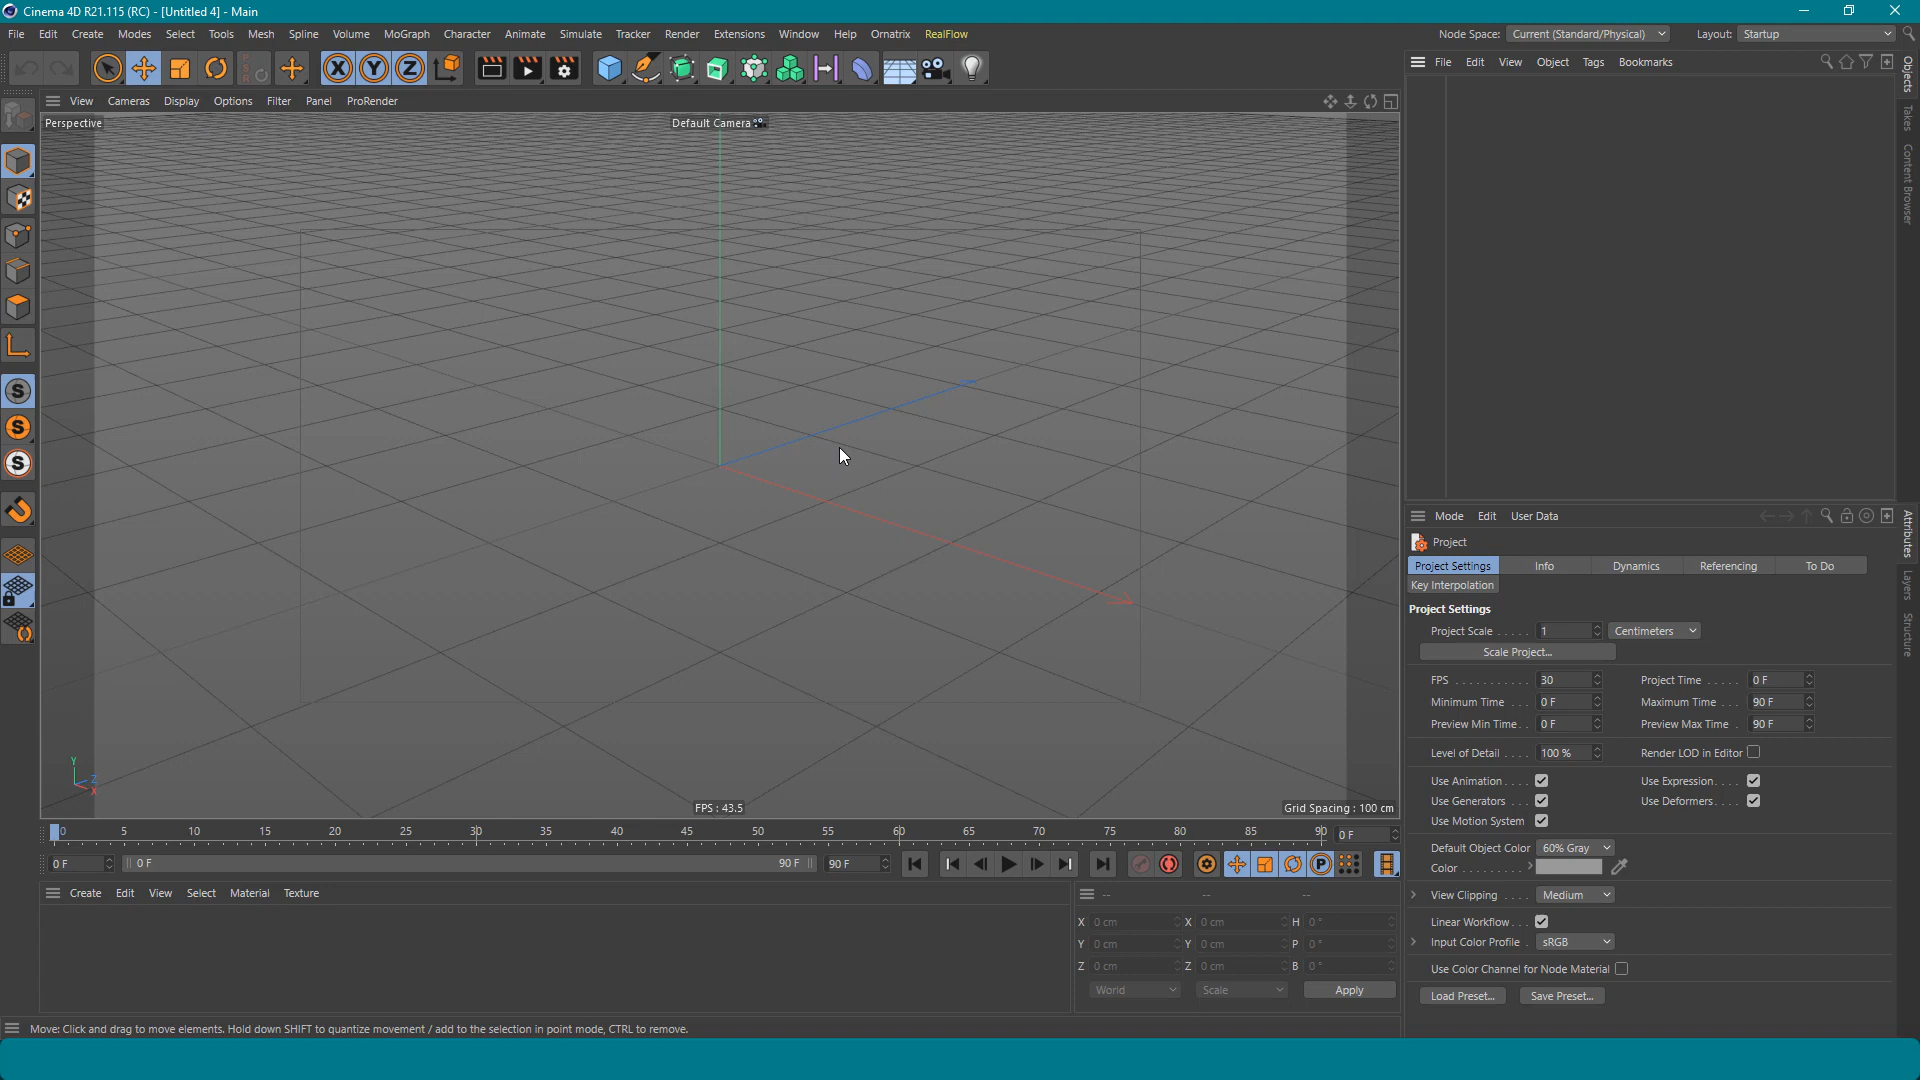 Cinema 4D R21.115 (RC) - [Untitled 4] - Main
File Edit Create Modes Select Tools Mesh Spline Volume MoGraph Character Animate Simulate Tracker Render Extensions Window Help Ornatrix RealFlow Node Space: Current (Standard/Physical) Layout: Startup
X Y Z
PSR
File Edit View Object Tags Bookmarks
Objects
Takes
Content Browser
View Cameras Display Options Filter Panel ProRender
Perspective
Default Camera
S
S
S
Y
Z
X
FPS : 43.5
Grid Spacing : 100 cm
0 5 10 15 20 25 30 35 40 45 50 55 60 65 70 75 80 85 90 0 F
0 F 0 F 90 F 90 F P
Create Edit View Select Material Texture
-- -- --
X 0 cm X 0 cm H 0 °
Y 0 cm Y 0 cm P 0 °
Z 0 cm Z 0 cm B 0 °
World Scale Apply
Move: Click and drag to move elements. Hold down SHIFT to quantize movement / add to the selection in point mode, CTRL to remove.
Mode Edit User Data
Attributes
Layers
Structure
Project
Project Settings Info Dynamics Referencing To Do
Key Interpolation
Project Settings
Project Scale . . . . . 1 Centimeters
Scale Project...
FPS . . . . . . . . . . . 30 Project Time . . . . . 0 F
Minimum Time . . . 0 F Maximum Time . . . 90 F
Preview Min Time . . 0 F Preview Max Time . 90 F
Level of Detail . . . . 100 % Render LOD in Editor
Use Animation . . . . Use Expression . . . .
Use Generators . . . Use Deformers . . . .
Use Motion System
Default Object Color 60% Gray
Color . . . . . . . . .
View Clipping . . . . Medium
Linear Workflow . . .
Input Color Profile . sRGB
Use Color Channel for Node Material
Load Preset... Save Preset...